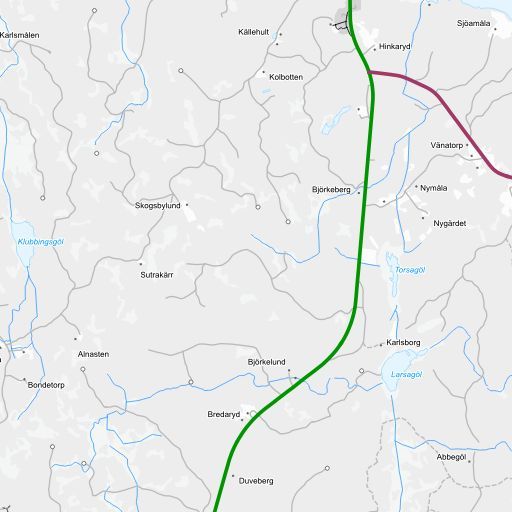 Sjöamåla
Källehult
Karlsmålen
Hinkaryd
Kolbotten
Vänatorp
Björkeberg
Nymåla
Skogsbylund
Nygärdet
Klubbingsgöl
Torsagöl
Sutrakärr
Karlsborg
Alnasten
Björkelund
Larsagöl
Bondetorp
Bredaryd
Abbegöl
Duveberg